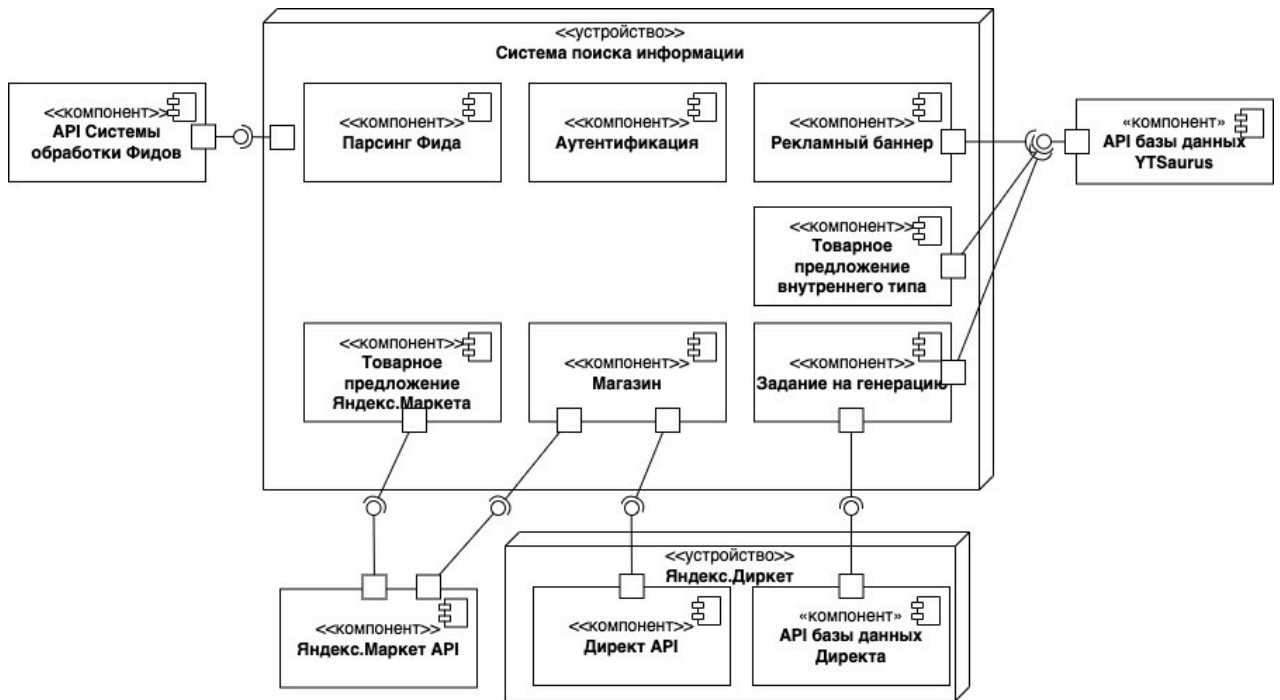 <<устройство>>
Система поиска информации
<<компонент>>
API Системы
обработки Фидов
<<компонент>>
Парсинг Фида
<<компонент>>
Аутентификация
<<компонент>>
Рекламный баннер
«компонент»
API базы данных
YTSaurus
<<компонент>>
Товарное
предложение
внутреннего типа
<<компонент>>
Товарное
предложение
Яндекс.Маркета
<<компонент>>
Магазин
<<компонент>>
Задание на генерацию
<<устройство>>
Яндекс.Диркет
<<компонент>>
Яндекс.Маркет API
<<компонент>>
Директ API
«компонент»
API базы данных
Директа